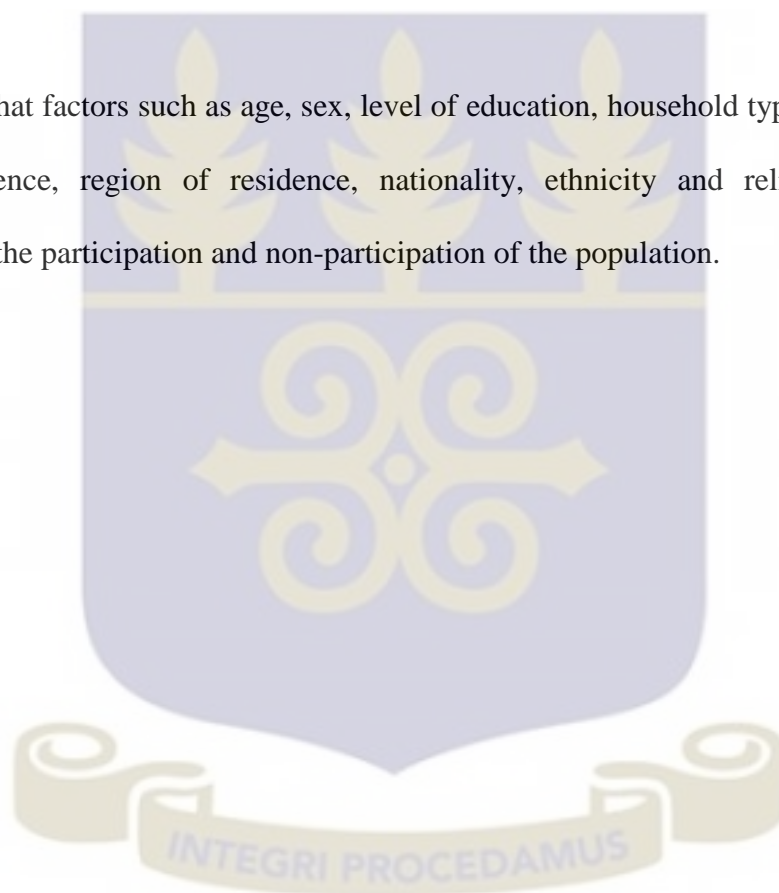 hat factors such as age, sex, level of education, household typ
ence, region of residence, nationality, ethnicity and reli
the participation and non-participation of the population.
INTEGRI PROCEDAMUS